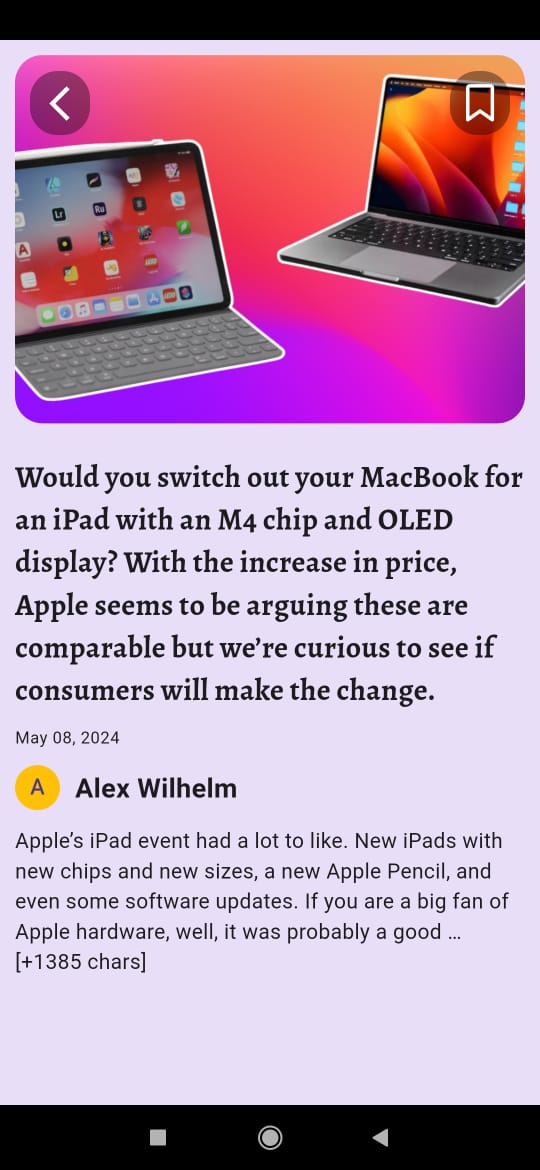 Lr
Ru
Would you switch out your MacBook for
an iPad with an M4 chip and OLED
display? With the increase in price,
Apple seems to be arguing these are
comparable but we’re curious to see if
consumers will make the change.
May 08, 2024
A
Alex Wilhelm
Apple’s iPad event had a lot to like. New iPads with
new chips and new sizes, a new Apple Pencil, and
even some software updates. If you are a big fan of
Apple hardware, well, it was probably a good …
[+1385 chars]